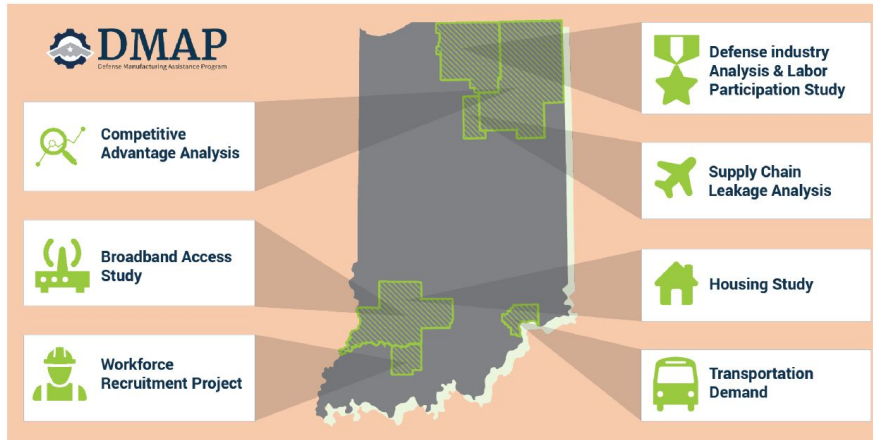 DMAP
Defense Manufacturing Assistance Program
Competitive
Advantage Analysis
Broadband Access
Study
Workforce
Recruitment Project
Defense industry
Analysis & Labor
Participation Study
Supply Chain
Leakage Analysis
Housing Study
Transportation
Demand